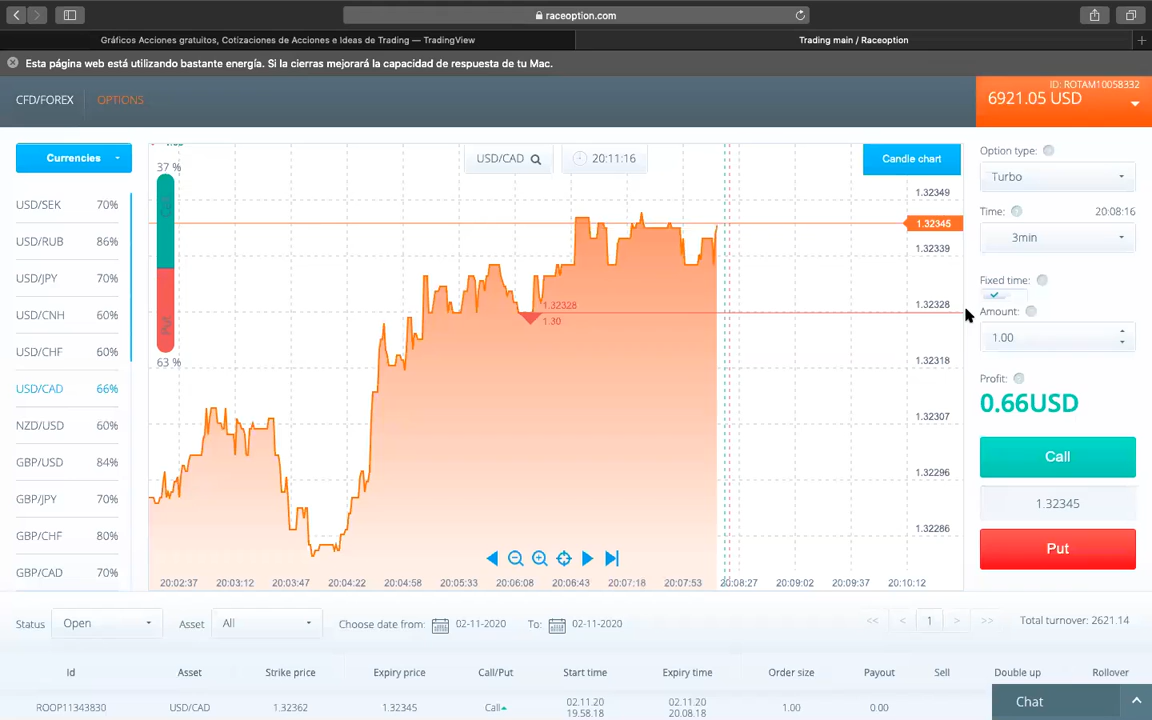 raceoption.com
Gráficos Acciones gratuitos, Cotizaciones de Acciones e Ideas de Trading — TradingView
Trading main / Raceoption
Esta página web está utilizando bastante energía. Si la cierras mejorará la capacidad de respuesta de tu Mac.
CFD/FOREX
OPTIONS
ID: ROTAM10058332
6921.05 USD
Currencies
USD/SEK 70%
USD/RUB 86%
USD/JPY 70%
USD/CNH 60%
USD/CHF 60%
USD/CAD 66%
NZD/USD 60%
GBP/USD 84%
GBP/JPY 70%
GBP/CHF 80%
GBP/CAD 70%
37 %
Put
63 %
USD/CAD
20:11:16
Candle chart
1.32349
1.32345
1.32339
1.32328
1.32318
1.32307
1.32296
1.32286
1.32328
1.30
20:02:37 20:03:12 20:03:47 20:04:22 20:04:58 20:05:33 20:06:08 20:06:43 20:07:18 20:07:53 20:08:27 20:09:02 20:09:37 20:10:12
Option type:
Turbo
Time: 20:08:16
3min
Fixed time:
Amount:
1.00
Profit:
0.66USD
Call
1.32345
Put
Status Open Asset All Choose date from: 02-11-2020 To: 02-11-2020 << < 1 > >> Total turnover: 2621.14
Id Asset Strike price Expiry price Call/Put Start time Expiry time Order size Payout Sell Double up Rollover
ROOP11343830 USD/CAD 1.32362 1.32345 Call 02.11.20 19.58.18 02.11.20 20.08.18 1.00 0.00
Chat